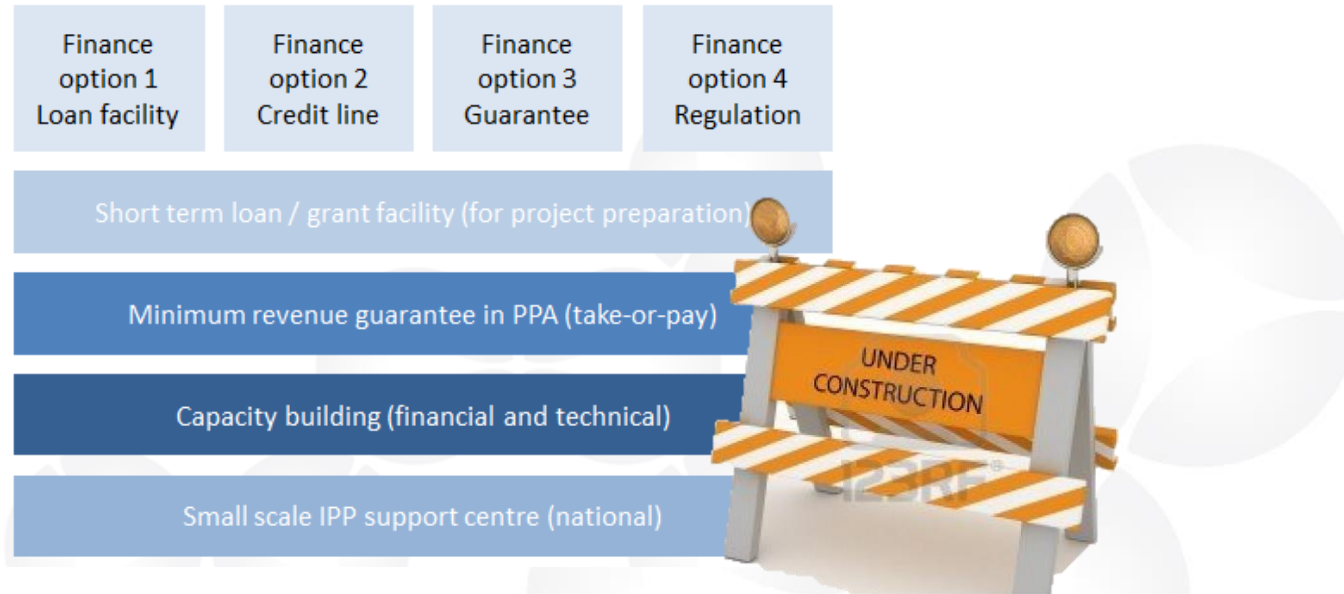 Finance
option 1
Loan facility
Finance
option 2
Credit line
Finance
option 3
Guarantee
Finance
option 4
Regulation
Short term loan / grant facility (for project preparation)
Minimum revenue guarantee in PPA (take-or-pay)
UNDER
CONSTRUCTION
Capacity building (financial and technical)
123RF®
Small scale IPP support centre (national)